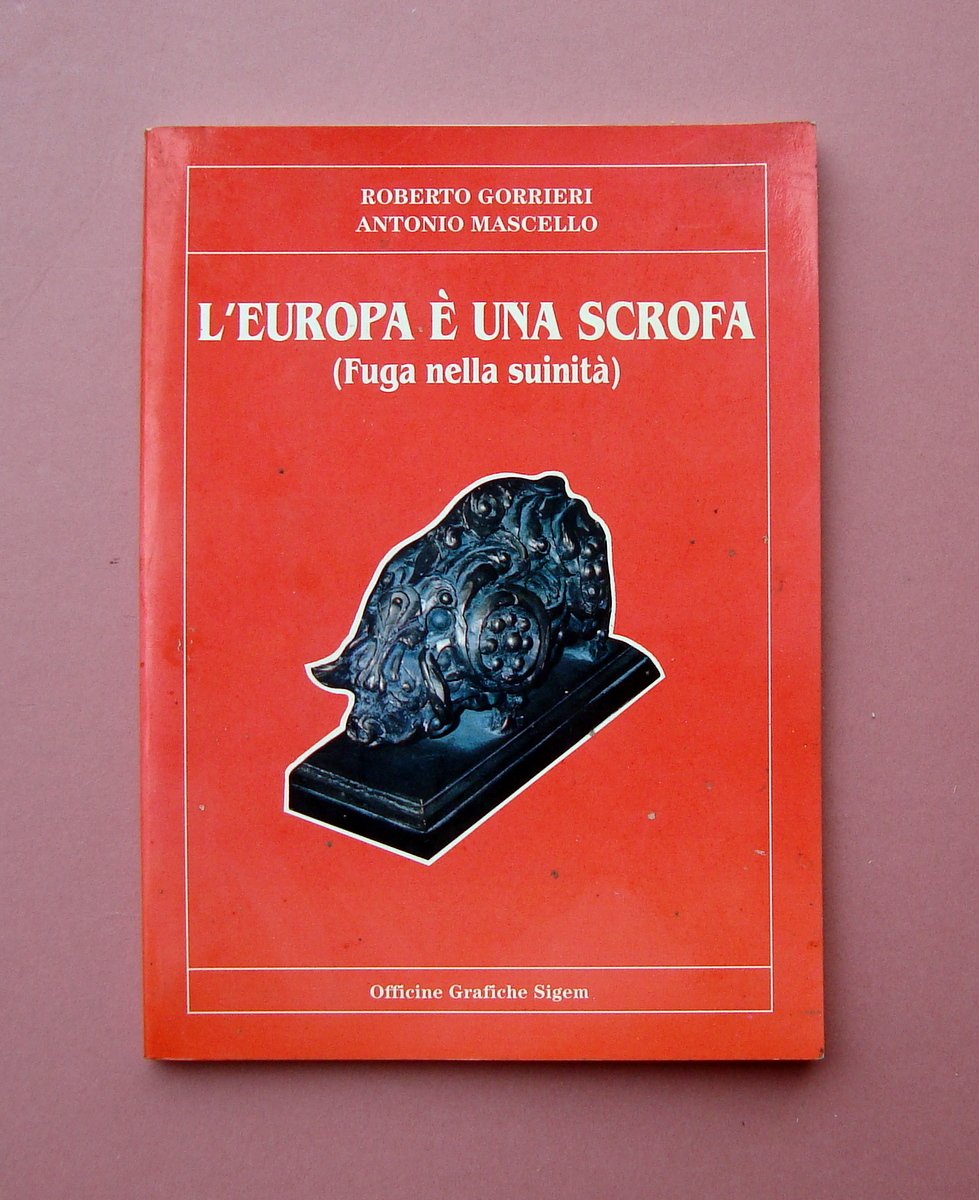 ROBERTO GORRIERI
ANTONIO MASCELLO
L'EUROPA È UNA SCROFA
(Fuga nella suinità)
Officine Grafiche Sigem